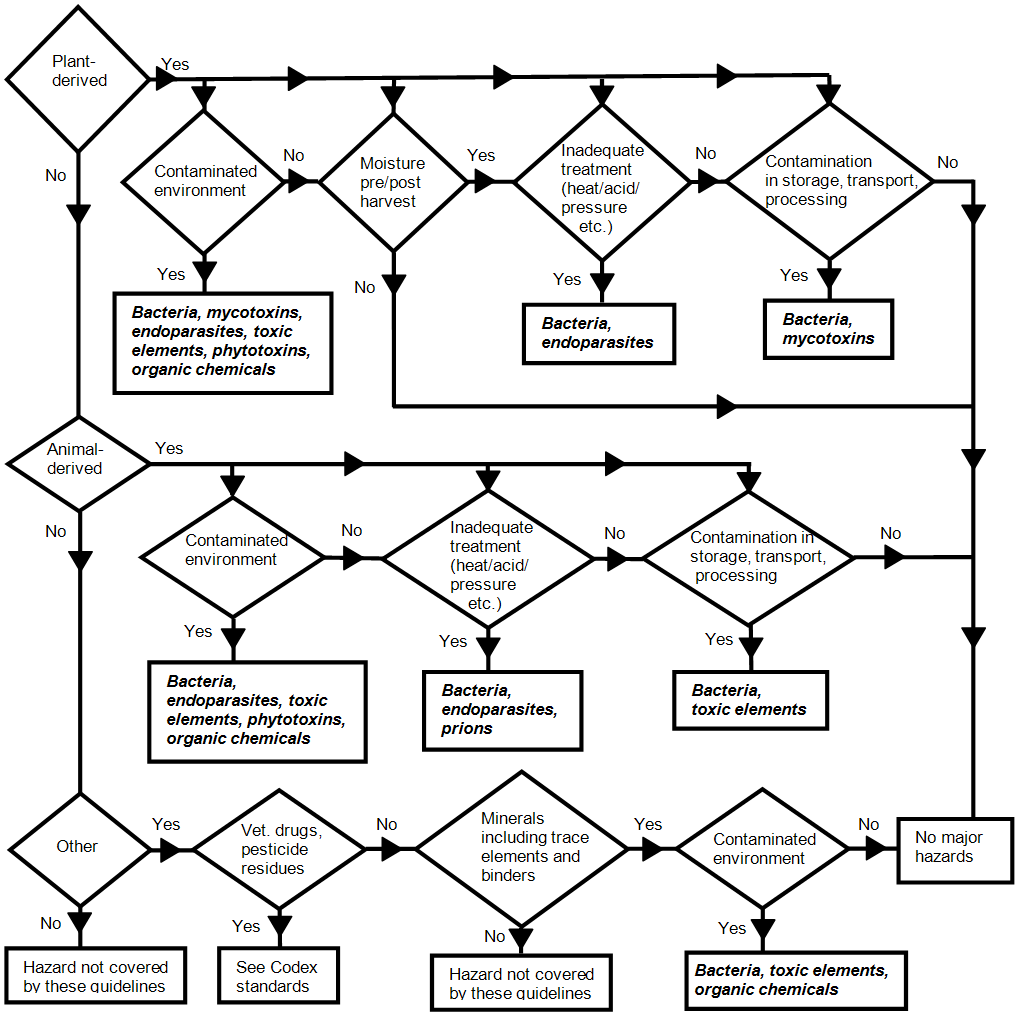 Plant-
derived
Yes
No
Contaminated
environment
No
Yes
Bacteria, mycotoxins,
endoparasites, toxic
elements, phytotoxins,
organic chemicals
Moisture
pre/post
harvest
Yes
No
Inadequate
treatment
(heat/acid/
pressure
etc.)
No
Yes
Bacteria,
endoparasites
Contamination
in storage, transport,
processing
No
Yes
Bacteria,
mycotoxins
Animal-
derived
Yes
No
Contaminated
environment
No
Yes
Bacteria,
endoparasites, toxic
elements, phytotoxins,
organic chemicals
Inadequate
treatment
(heat/acid/
pressure
etc.)
No
Yes
Bacteria,
endoparasites,
prions
Contamination in
storage, transport,
processing
No
Yes
Bacteria,
toxic elements
Other
Yes
No
Hazard not covered
by these guidelines
Vet. drugs,
pesticide
residues
No
Yes
See Codex
standards
Minerals
including trace
elements and
binders
Yes
No
Hazard not covered
by these guidelines
Contaminated
environment
No
Yes
Bacteria, toxic elements,
organic chemicals
No major
hazards